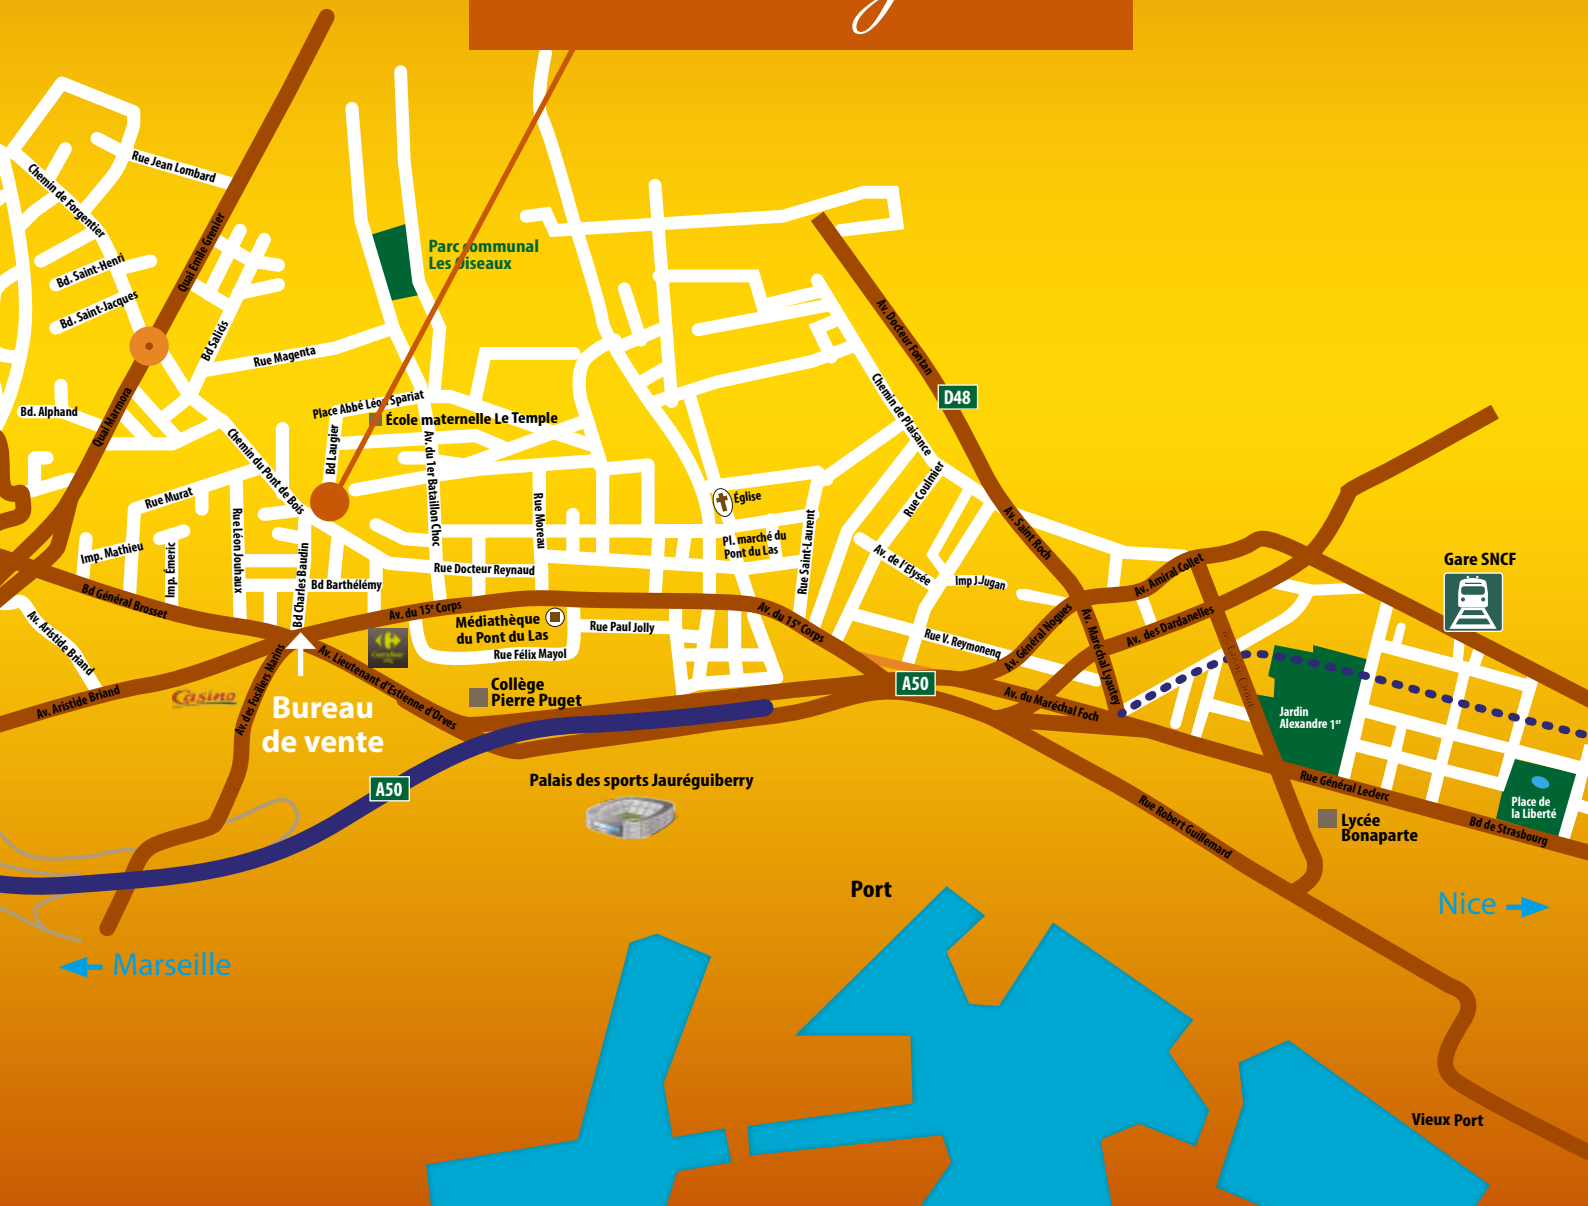 Rue Jean Lombard
Chemin de Forgentier
Quai Emile Grenier
Parc communal
Les Oiseaux
Bd. Saint-Henri
Bd. Saint-Jacques
Bd Saliès
Rue Magenta
Av. Docteur Fontan
Bd. Alphand
Quai Marmora
Place Abbé Léon Spariat
École maternelle Le Temple
Chemin de Plaisance
D48
Chemin du Pont de Bois
Bd Laugier
Av. du 1er Bataillon Choc
Rue Coulmier
Rue Murat
Rue Moreau
Église
Rue Léon Jouhaux
Pl. marché du
Pont du Las
Rue Saint-Laurent
Av. Saint Roch
Imp. Mathieu
Imp. Émeric
Bd Charles Baudin
Bd Barthélémy
Rue Docteur Reynaud
Av. de l'Elysée
Imp J.Jugan
Av. Amiral Collet
Gare SNCF
Bd Général Brosset
Av. du 15e Corps
Médiathèque
du Pont du Las
Rue Paul Jolly
Av. du 15e Corps
Rue V. Reymonenq
Av. Général Nogues
Av. Maréchal Lyautey
Av. des Dardanelles
Av. Aristide Briand
Carrefour
city
Rue Félix Mayol
Av. Lieutenant d'Estienne d'Orves
Av. des Fusiliers Marins
Av. Aristide Briand
Casino
Collège
Pierre Puget
A50
Av. du Maréchal Foch
Jardin
Alexandre 1er
Bureau
de vente
A50
Palais des sports Jauréguiberry
Rue Général Leclerc
Place de
la Liberté
Rue Robert Guillemard
Lycée
Bonaparte
Bd de Strasbourg
Port
Nice
Marseille
Vieux Port